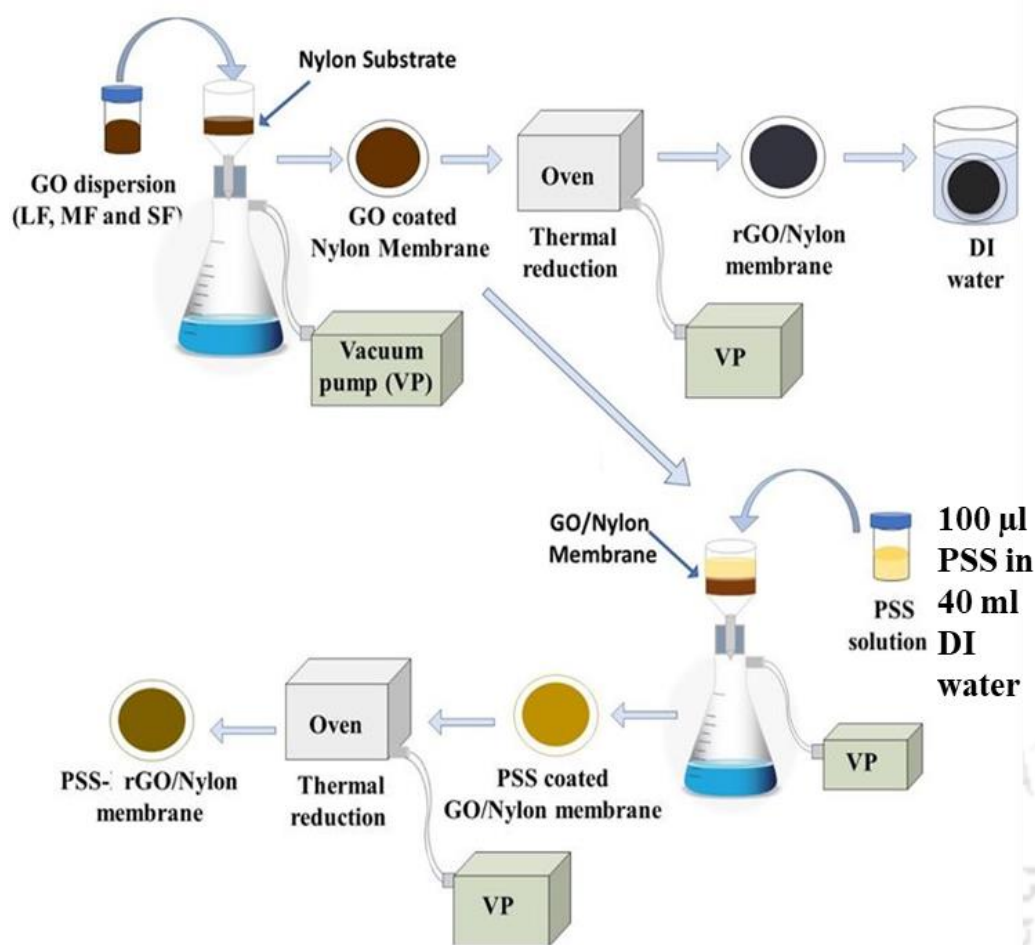 Nylon Substrate
GO dispersion
(LF, MF and SF)
GO coated
Nylon Membrane
Oven
Thermal
reduction
rGO/Nylon
membrane
DI
water
Vacuum
pump (VP)
VP
GO/Nylon
Membrane
PSS
solution
100 µl
PSS in
40 ml
DI
water
VP
PSS coated
GO/Nylon membrane
Oven
Thermal
reduction
PSS- rGO/Nylon
membrane
VP